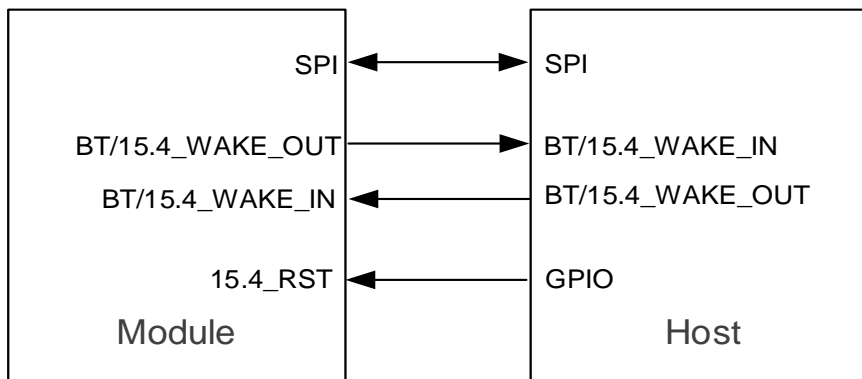 SPI SPI
BT/15.4_WAKE_OUT BT/15.4_WAKE_IN
BT/15.4_WAKE_IN BT/15.4_WAKE_OUT
15.4_RST GPIO
Module Host